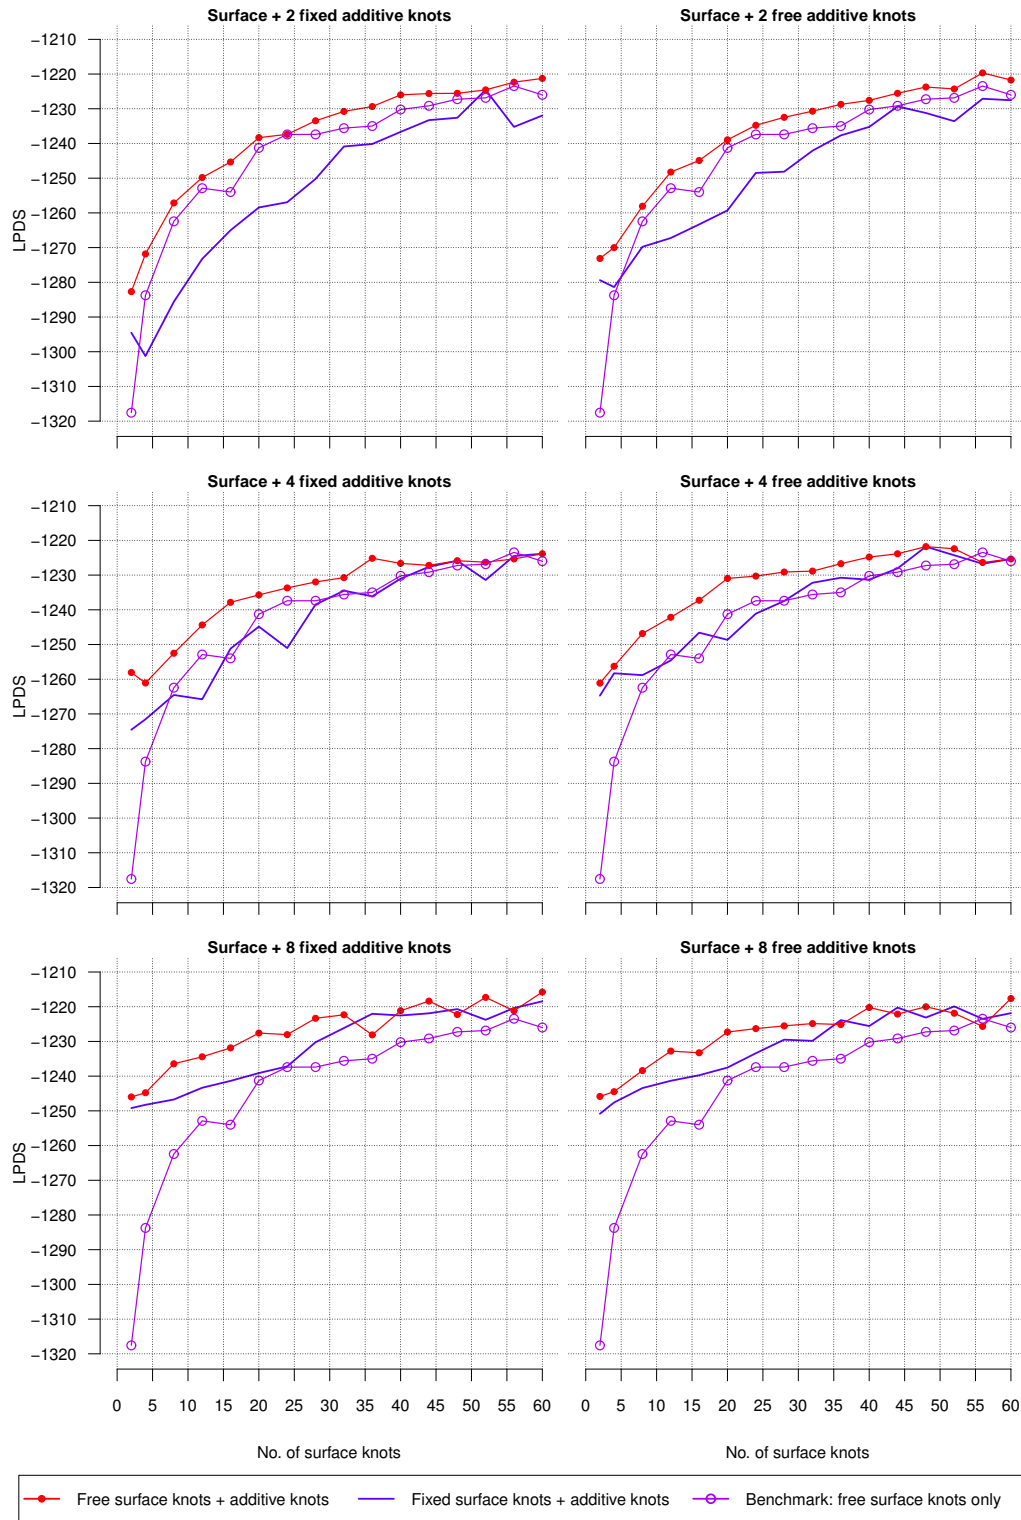 Surface + 2 fixed additive knots
Surface + 2 free additive knots
−1210
−1220
−1230
−1240
−1250
−1260
−1270
−1280
−1290
−1300
−1310
−1320
LPDS
Surface + 4 fixed additive knots
Surface + 4 free additive knots
−1210
−1220
−1230
−1240
−1250
−1260
−1270
−1280
−1290
−1300
−1310
−1320
LPDS
Surface + 8 fixed additive knots
Surface + 8 free additive knots
−1210
−1220
−1230
−1240
−1250
−1260
−1270
−1280
−1290
−1300
−1310
−1320
LPDS
0 5 10 15 20 25 30 35 40 45 50 55 60
0 5 10 15 20 25 30 35 40 45 50 55 60
No. of surface knots
No. of surface knots
Free surface knots + additive knots
Fixed surface knots + additive knots
Benchmark: free surface knots only